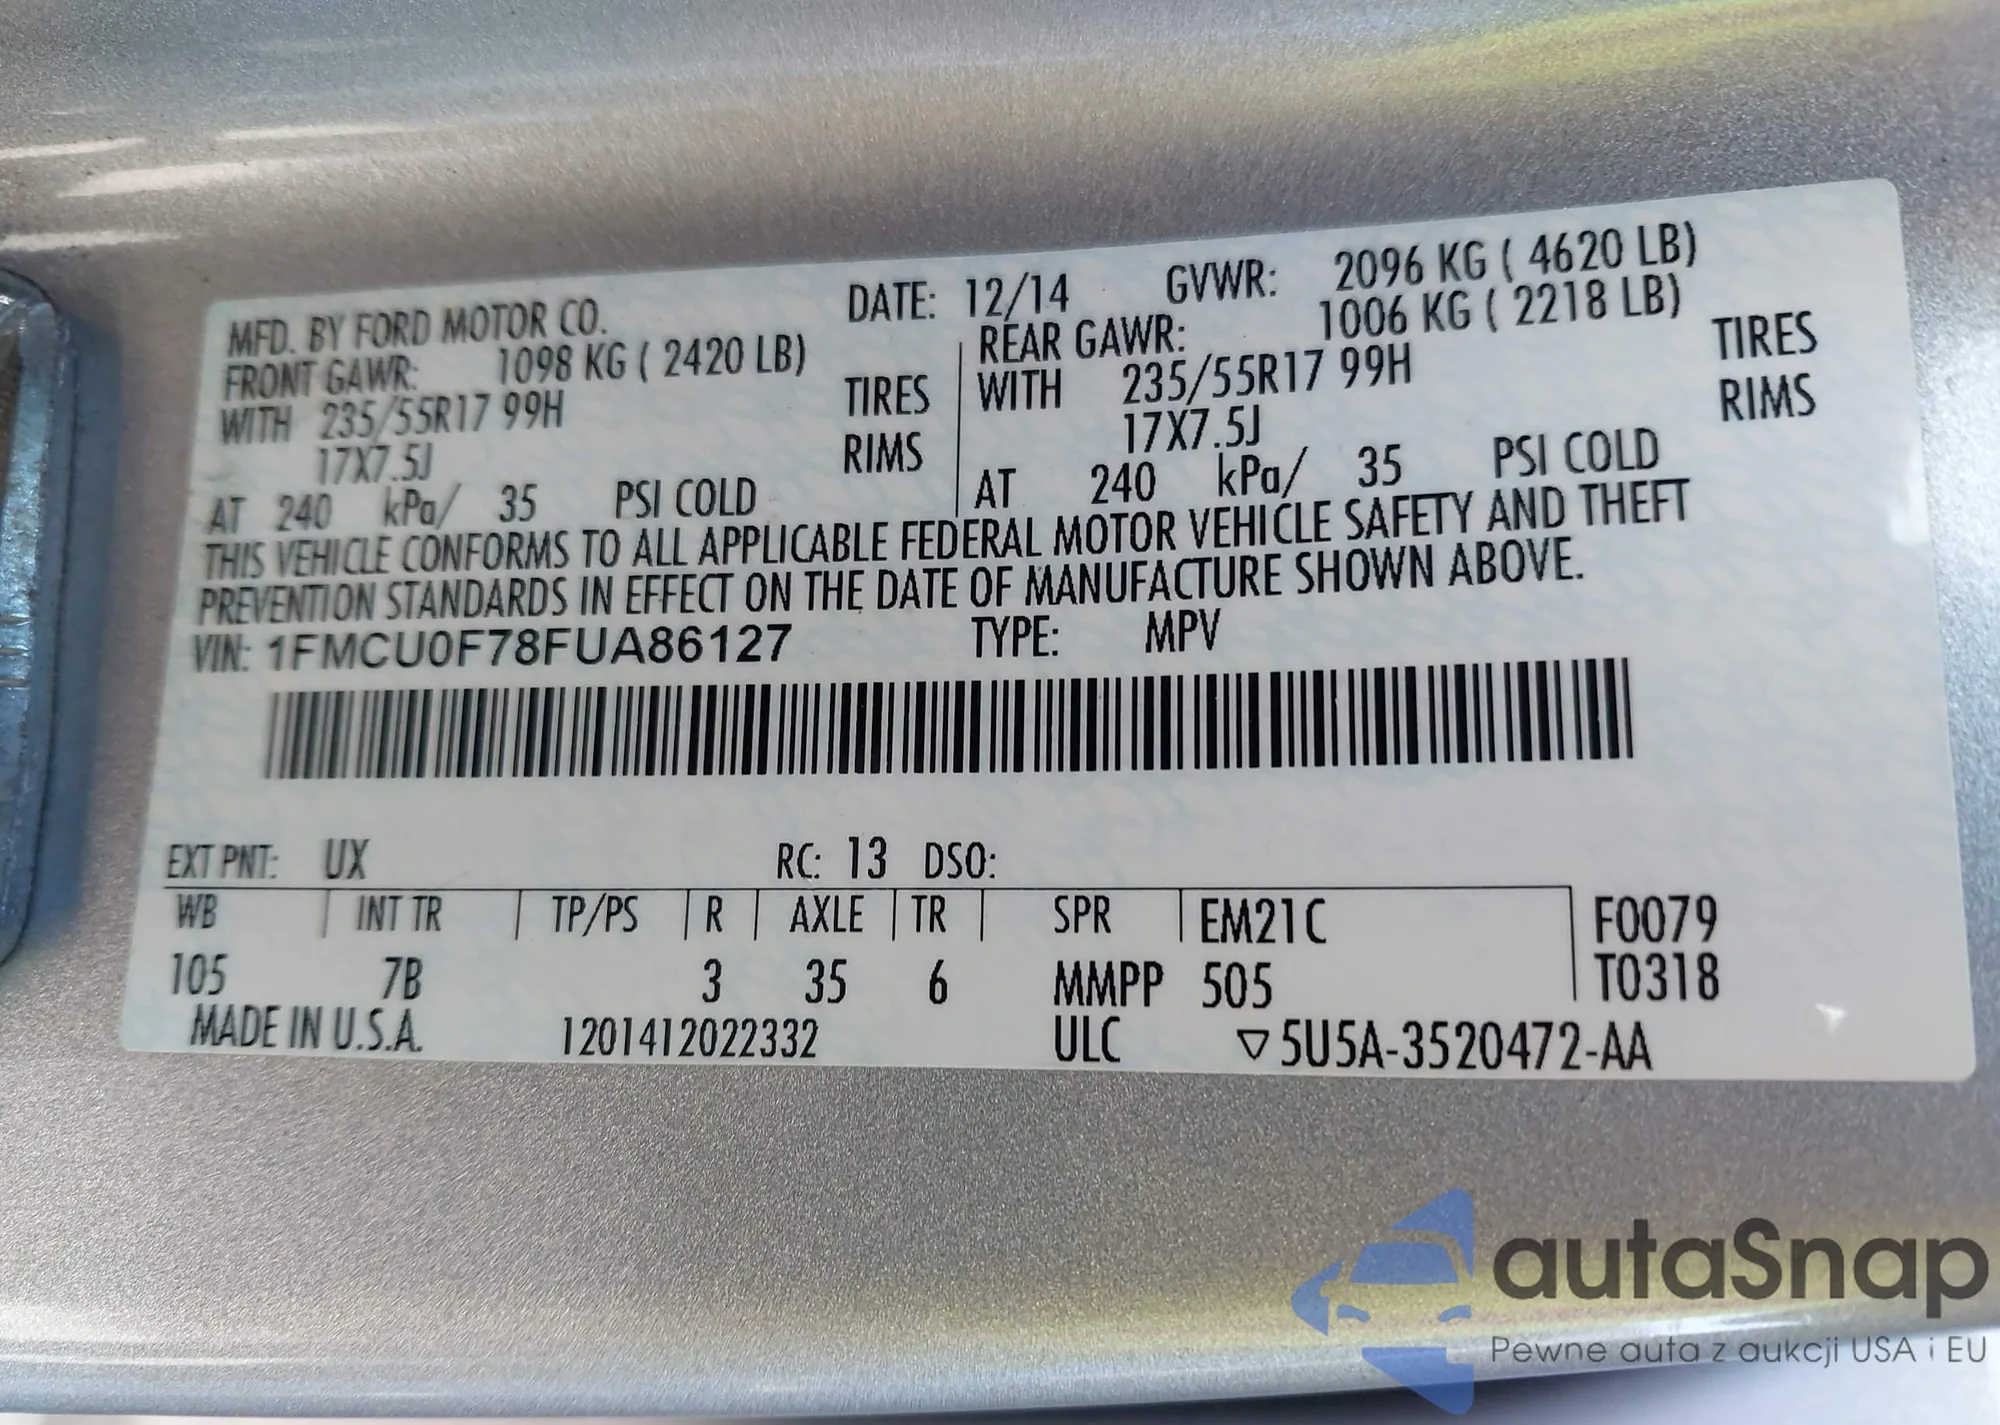 MFD. BY FORD MOTOR CO. DATE: 12/14 GVWR: 2096 KG ( 4620 LB)
FRONT GAWR: 1098 KG ( 2420 LB) REAR GAWR: 1006 KG ( 2218 LB)
WITH 235/55R17 99H TIRES WITH 235/55R17 99H TIRES
17X7.5J RIMS 17X7.5J RIMS
AT 240 kPa/ 35 PSI COLD AT 240 kPa/ 35 PSI COLD
THIS VEHICLE CONFORMS TO ALL APPLICABLE FEDERAL MOTOR VEHICLE SAFETY AND THEFT
PREVENTION STANDARDS IN EFFECT ON THE DATE OF MANUFACTURE SHOWN ABOVE.
VIN: 1FMCU0F78FUA86127 TYPE: MPV
EXT PNT: UX RC: 13 DSO:
WB INT TR TP/PS R AXLE TR SPR EM21C F0079
105 7B 3 35 6 MMPP 505 T0318
MADE IN U.S.A. 1201412022332 ULC ▽5U5A-3520472-AA
autaSnap
Pewne auta z aukcji USA i EU